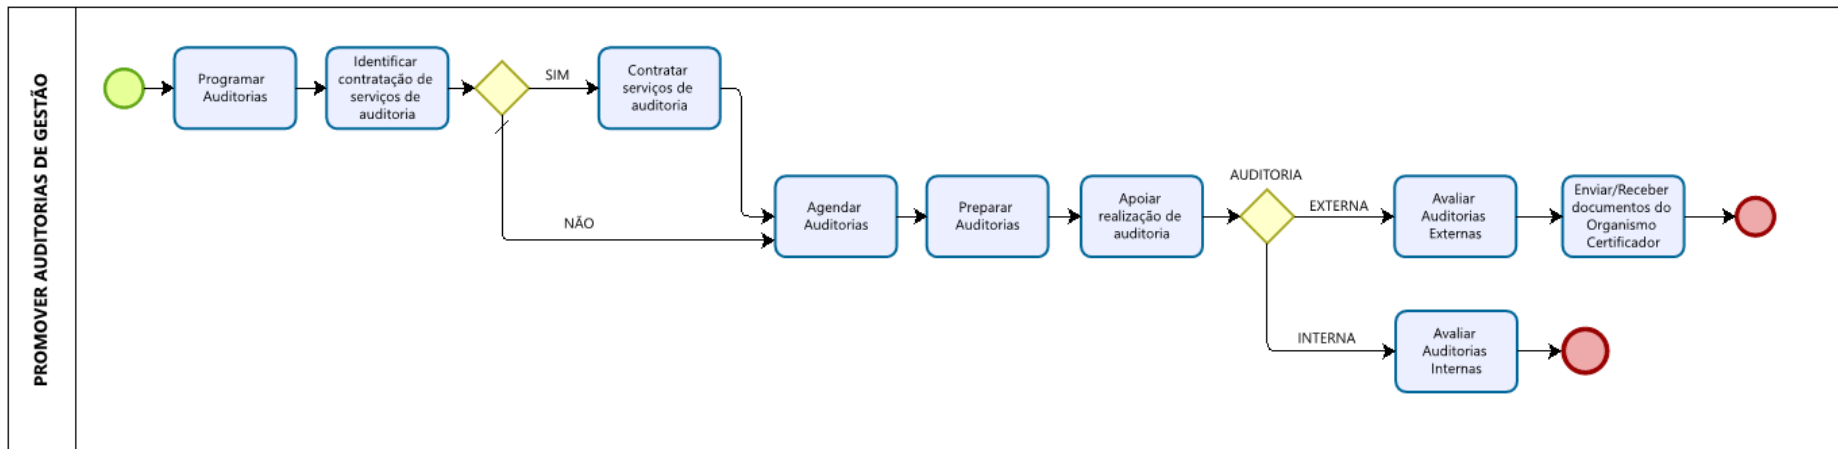 PROMOVER AUDITORIAS DE GESTÃO
Programar
Auditorias
Identificar
contratação de
serviços de
auditoria
SIM
Contratar
serviços de
auditoria
NÃO
Agendar
Auditorias
Preparar
Auditorias
Apoiar
realização de
auditoria
AUDITORIA
EXTERNA
Avaliar
Auditorias
Externas
Enviar/Receber
documentos do
Organismo
Certificador
INTERNA
Avaliar
Auditorias
Internas